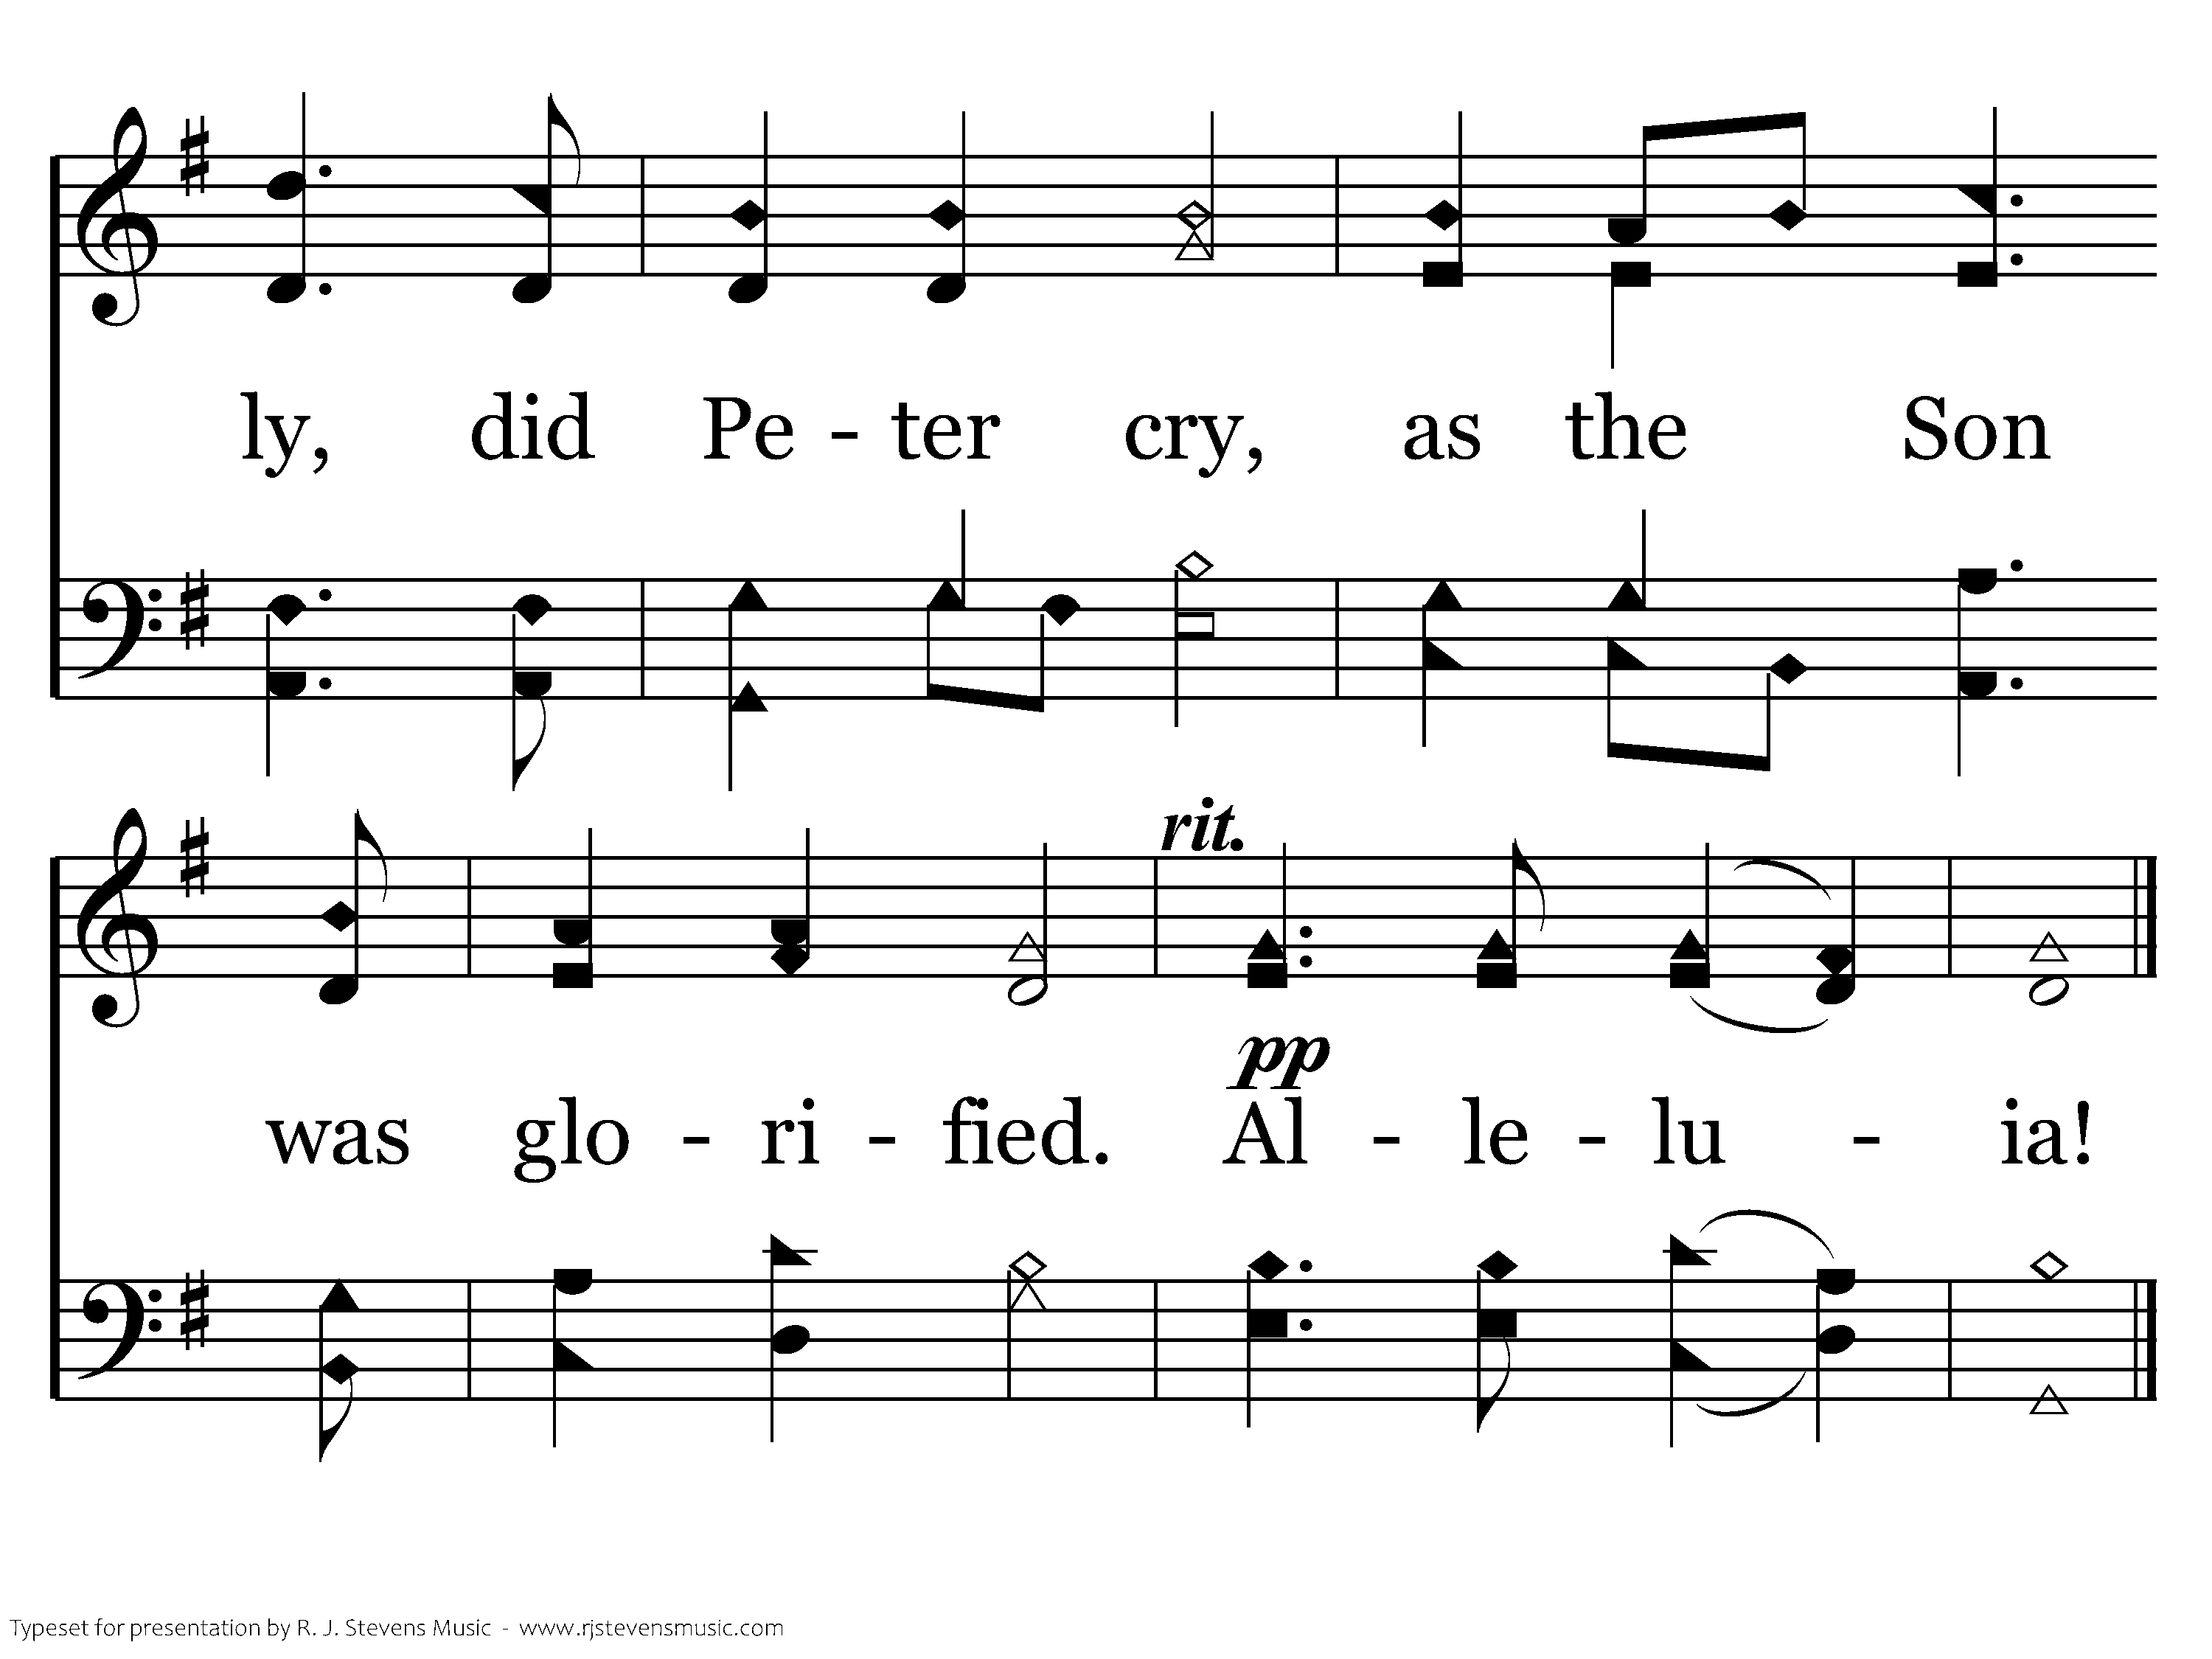 ly, did Pe - ter cry, as the Son
rit.
pp
was glo - ri - fied. Al - le - lu - ia!
Typeset for presentation by R. J. Stevens Music - www.rjstevensmusic.com